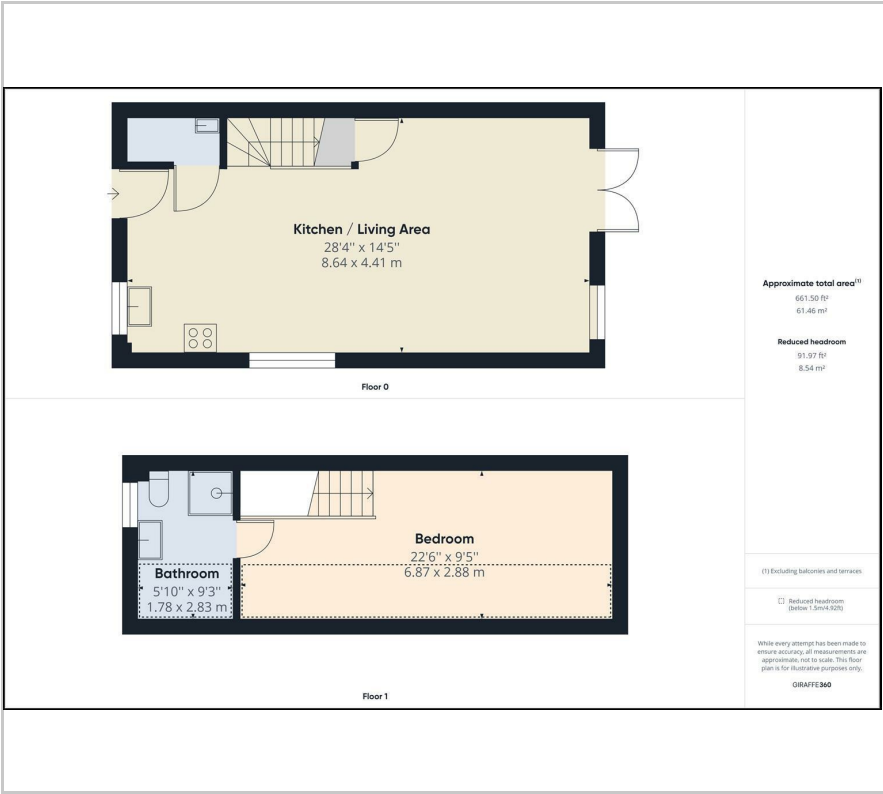 Kitchen / Living Area
28'4" x 14'5"
8.64 x 4.41 m
Floor 0
Bathroom
5'10" x 9'3"
1.78 x 2.83 m
Bedroom
22'6" x 9'5"
6.87 x 2.88 m
Floor 1
Approximate total area(1)
661.50 ft²
61.46 m²
Reduced headroom
91.97 ft²
8.54 m²
(1) Excluding balconies and terraces
Reduced headroom
(below 1.5m/4.92ft)
While every attempt has been made to
ensure accuracy, all measurements are
approximate, not to scale. This floor
plan is for illustrative purposes only.
GIRAFFE360